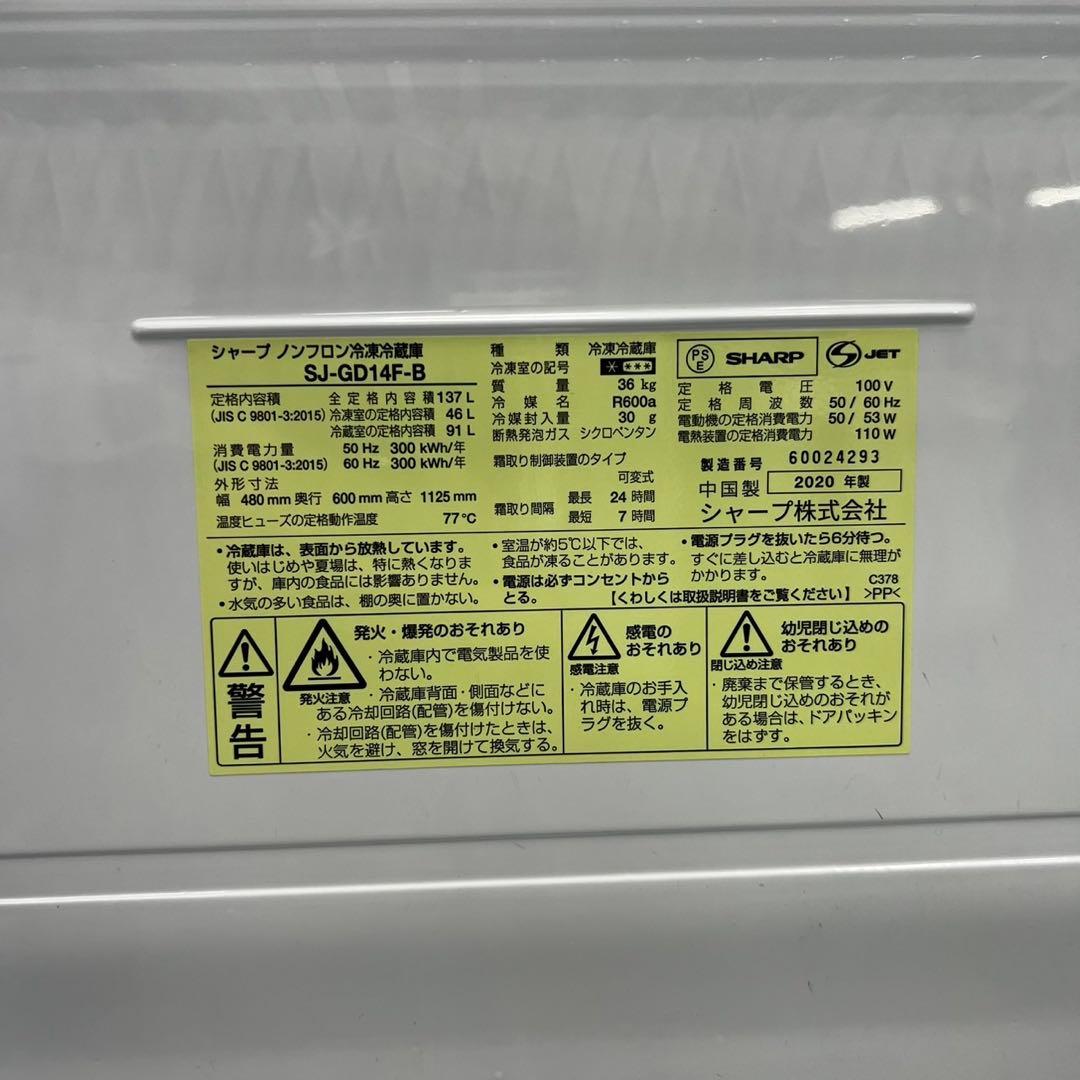 シャープ ノンフロン冷凍冷蔵庫
SJ-GD14F-B
定格内容積 全定格内容積 137 L
(JIS C 9801-3:2015) 冷凍室の定格内容積 46 L
冷蔵室の定格内容積 91 L
消費電力量 50 Hz 300 kWh/年
(JIS C 9801-3:2015) 60 Hz 300 kWh/年
外形寸法
幅 480 mm 奥行 600 mm 高さ 1125 mm
温度ヒューズの定格動作温度 77℃
種類 冷凍冷蔵庫
冷凍室の記号 * ***
質量 36 kg
冷媒名 R600a
冷媒封入量 30 g
断熱発泡ガス シクロペンタン
霜取り制御装置のタイプ
可変式
霜取り間隔 最長 24 時間
最短 7 時間
PS
E
SHARP
S JET
定格電圧 100 V
定格周波数 50 / 60 Hz
電動機の定格消費電力 50 / 53 W
電熱装置の定格消費電力 110 W
製造番号 60024293
中国製 2020 年製
シャープ株式会社
・冷蔵庫は、表面から放熱しています。
使いはじめや夏場は、特に熱くなりま
すが、庫内の食品には影響ありません。
・水気の多い食品は、棚の奥に置かない。
・室温が約5℃以下では、
食品が凍ることがあります。
・電源は必ずコンセントから
とる。
・電源プラグを抜いたら6分待つ。
すぐに差し込むと冷蔵庫に無理が
かかります。
【くわしくは取扱説明書をご覧ください】
C378
>PP<
警告
発火・爆発のおそれあり
発火注意
・冷蔵庫内で電気製品を使
わない。
・冷蔵庫背面・側面などに
ある冷却回路(配管)を傷付けない。
・冷却回路(配管)を傷付けたときは、
火気を避け、窓を開けて換気する。
感電の
おそれあり
感電注意
・冷蔵庫のお手入
れ時は、電源プ
ラグを抜く。
幼児閉じ込めの
おそれあり
閉じ込め注意
・廃棄まで保管するとき、
幼児閉じ込めのおそれが
ある場合は、ドアパッキン
をはずす。